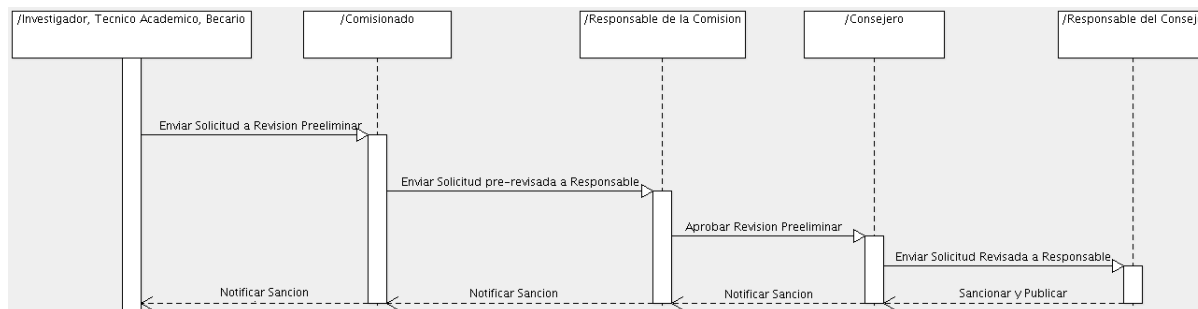 /Investigador, Tecnico Academico, Becario
/Comisionado
/Responsable de la Comision
/Consejero
/Responsable del Consej
Enviar Solicitud a Revision Preeliminar
Enviar Solicitud pre-revisada a Responsable
Aprobar Revision Preeliminar
Enviar Solicitud Revisada a Responsable
Notificar Sancion
Notificar Sancion
Notificar Sancion
Sancionar y Publicar